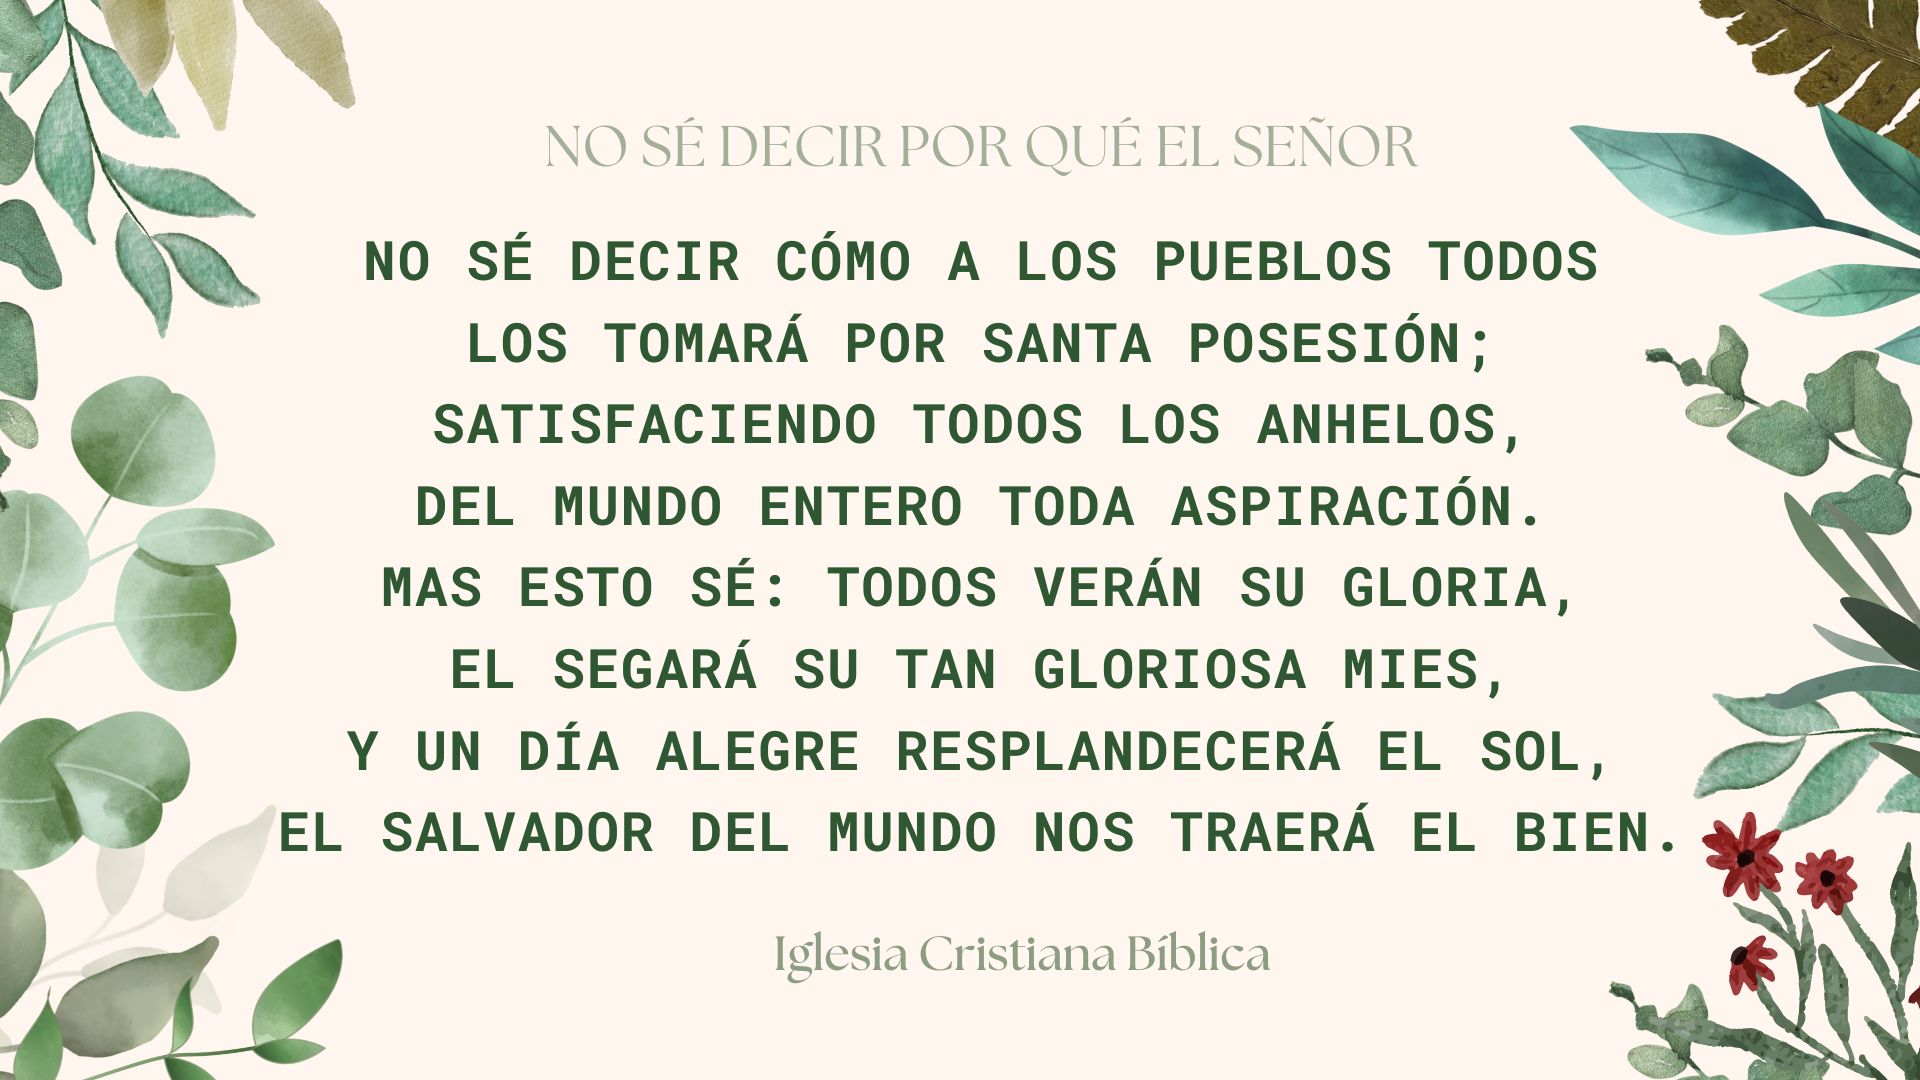 NO SÉ DECIR POR QUÉ EL SEÑOR
NO SÉ DECIR CÓMO A LOS PUEBLOS TODOS
LOS TOMARÁ POR SANTA POSESIÓN;
SATISFACIENDO TODOS LOS ANHELOS,
DEL MUNDO ENTERO TODA ASPIRACIÓN.
MAS ESTO SÉ: TODOS VERÁN SU GLORIA,
EL SEGARÁ SU TAN GLORIOSA MIES,
Y UN DÍA ALEGRE RESPLANDECERÁ EL SOL,
EL SALVADOR DEL MUNDO NOS TRAERÁ EL BIEN.
Iglesia Cristiana Bíblica